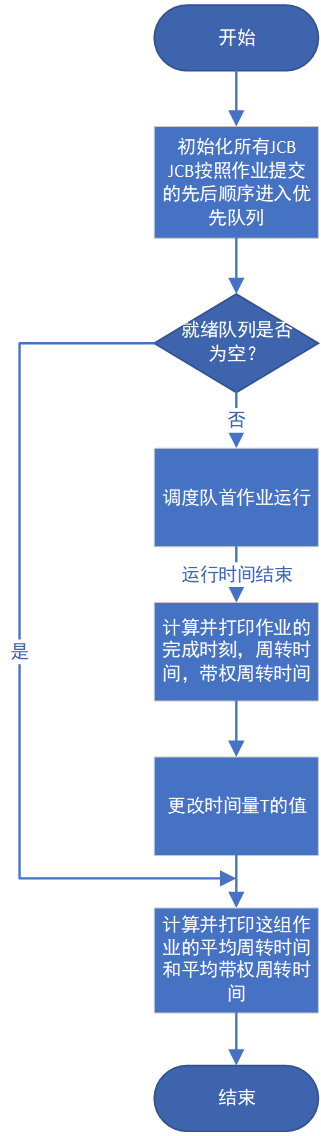 开始
初始化所有JCB
JCB按照作业提交
的先后顺序进入优
先队列
就绪队列是否
为空？
否
调度队首作业运行
运行时间结束
计算并打印作业的
完成时刻，周转时
间，带权周转时间
是
更改时间量T的值
计算并打印这组作
业的平均周转时间
和平均带权周转时
间
结束